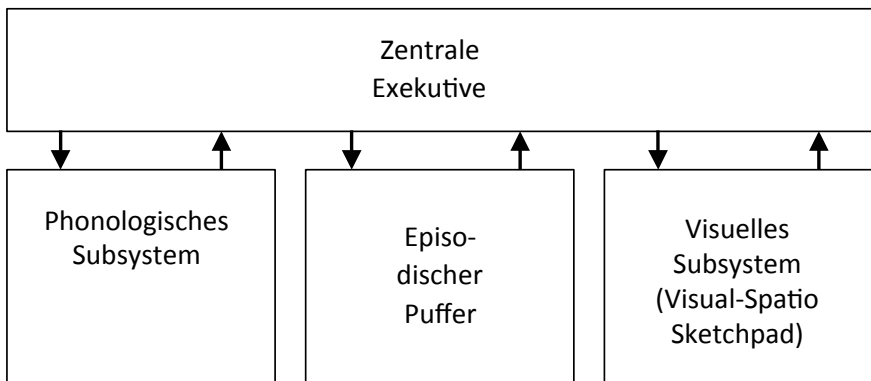 Zentrale
Exekutive
Phonologisches
Subsystem
Episo-
discher
Puffer
Visuelles
Subsystem
(Visual-Spatio
Sketchpad)